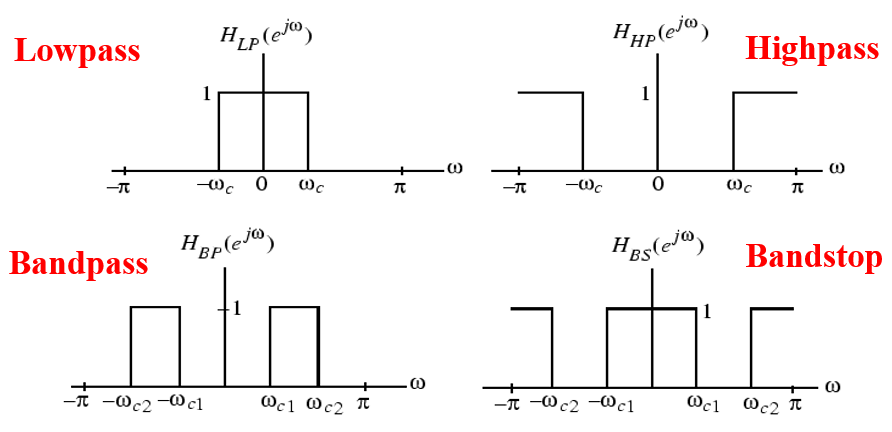 Lowpass
H_LP(e^jω)
1
−π −ω_c 0 ω_c π ω
Highpass
H_HP(e^jω)
1
−π −ω_c 0 ω_c π ω
Bandpass
H_BP(e^jω)
1
−π −ω_c2 −ω_c1 ω_c1 ω_c2 π ω
Bandstop
H_BS(e^jω)
1
−π −ω_c2 −ω_c1 ω_c1 ω_c2 π ω